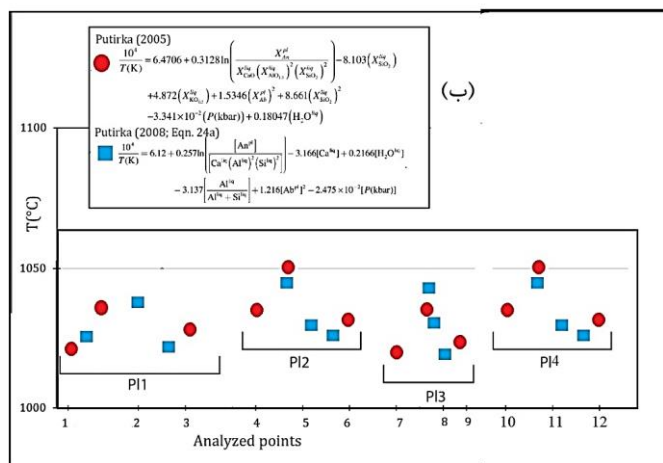 Putirka (2005)
10⁴/T(K) = 6.4706 + 0.3128 ln(X^pl_An / X^liq_CaO (X^liq_AlO1.5)² (X^liq_SiO2)²) − 8.103(X^liq_SiO2)
+4.872(X^liq_KO0.5) + 1.5346(X^pl_Ab)² + 8.661(X^liq_SiO2)²
−3.341×10⁻²(P(kbar)) + 0.18047(H₂O^liq)
Putirka (2008; Eqn. 24a)
10⁴/T(K) = 6.12 + 0.257 ln([An^pl] / [Ca^liq (Al^liq)² (Si^liq)²]) − 3.166[Ca^liq] + 0.2166[H₂O^liq]
− 3.137[Al^liq / Al^liq + Si^liq] + 1.216[Ab^pl]² − 2.475×10⁻²[P(kbar)]
(ب)
1100
T(°C)
1050
1000
Pl1
Pl2
Pl3
Pl4
1 2 3 4 5 6 7 8 9 10 11 12
Analyzed points